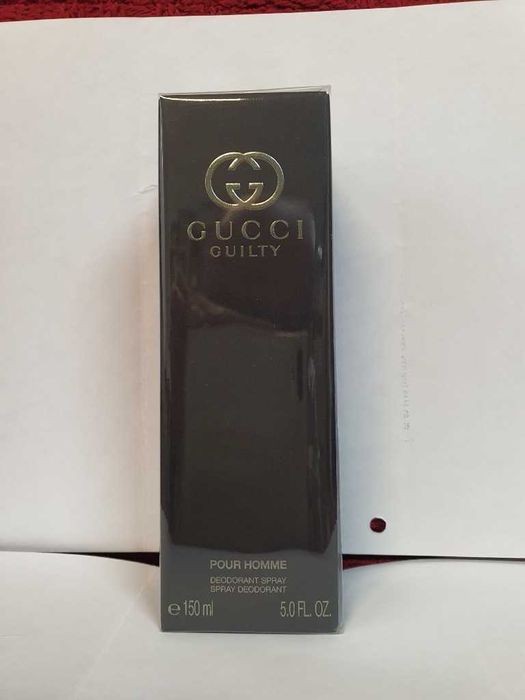 GUCCI
GUILTY
POUR HOMME
DEODORANT SPRAY
SPRAY DEODORANT
℮ 150 ml 5.0 FL. OZ.